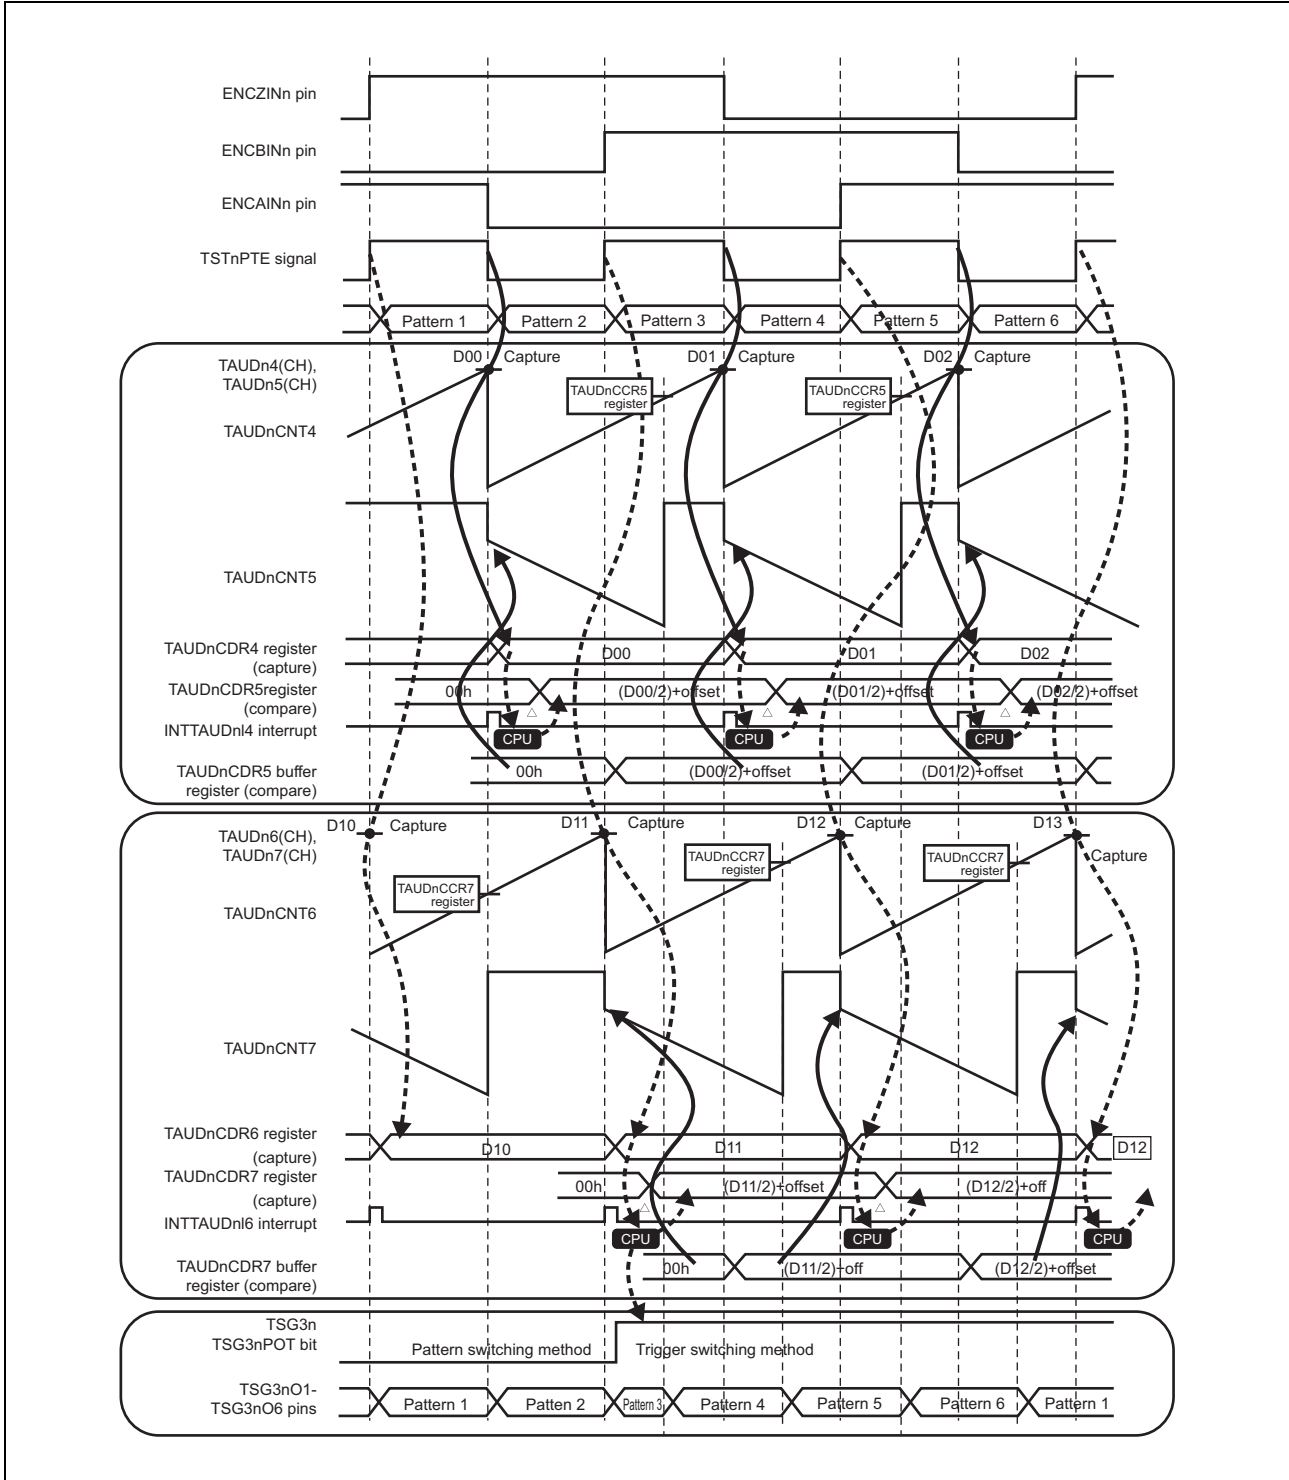 ENCZINn pin
ENCBINn pin
ENCAINn pin
TSTnPTE signal
Pattern 1
Pattern 2
Pattern 3
Pattern 4
Pattern 5
Pattern 6
TAUDn4(CH),
TAUDn5(CH)
D00
Capture
D01
Capture
D02
Capture
TAUDnCCR5
register
TAUDnCCR5
register
TAUDnCNT4
TAUDnCNT5
TAUDnCDR4 register
(capture)
D00
D01
D02
TAUDnCDR5register
(compare)
00h
(D00/2)+offset
(D01/2)+offset
(D02/2)+offset
INTTAUDnI4 interrupt
CPU
CPU
CPU
TAUDnCDR5 buffer
register (compare)
00h
(D00/2)+offset
(D01/2)+offset
TAUDn6(CH),
TAUDn7(CH)
D10
Capture
D11
Capture
D12
Capture
D13
Capture
TAUDnCCR7
register
TAUDnCCR7
register
TAUDnCCR7
register
TAUDnCNT6
TAUDnCNT7
TAUDnCDR6 register
(capture)
D10
D11
D12
D12
TAUDnCDR7 register
(capture)
00h
(D11/2)+offset
(D12/2)+off
INTTAUDnI6 interrupt
CPU
CPU
CPU
TAUDnCDR7 buffer
register (compare)
00h
(D11/2)+off
(D12/2)+offset
TSG3n
TSG3nPOT bit
Pattern switching method
Trigger switching method
TSG3nO1-
TSG3nO6 pins
Pattern 1
Patten 2
Pattern 3
Pattern 4
Pattern 5
Pattern 6
Pattern 1